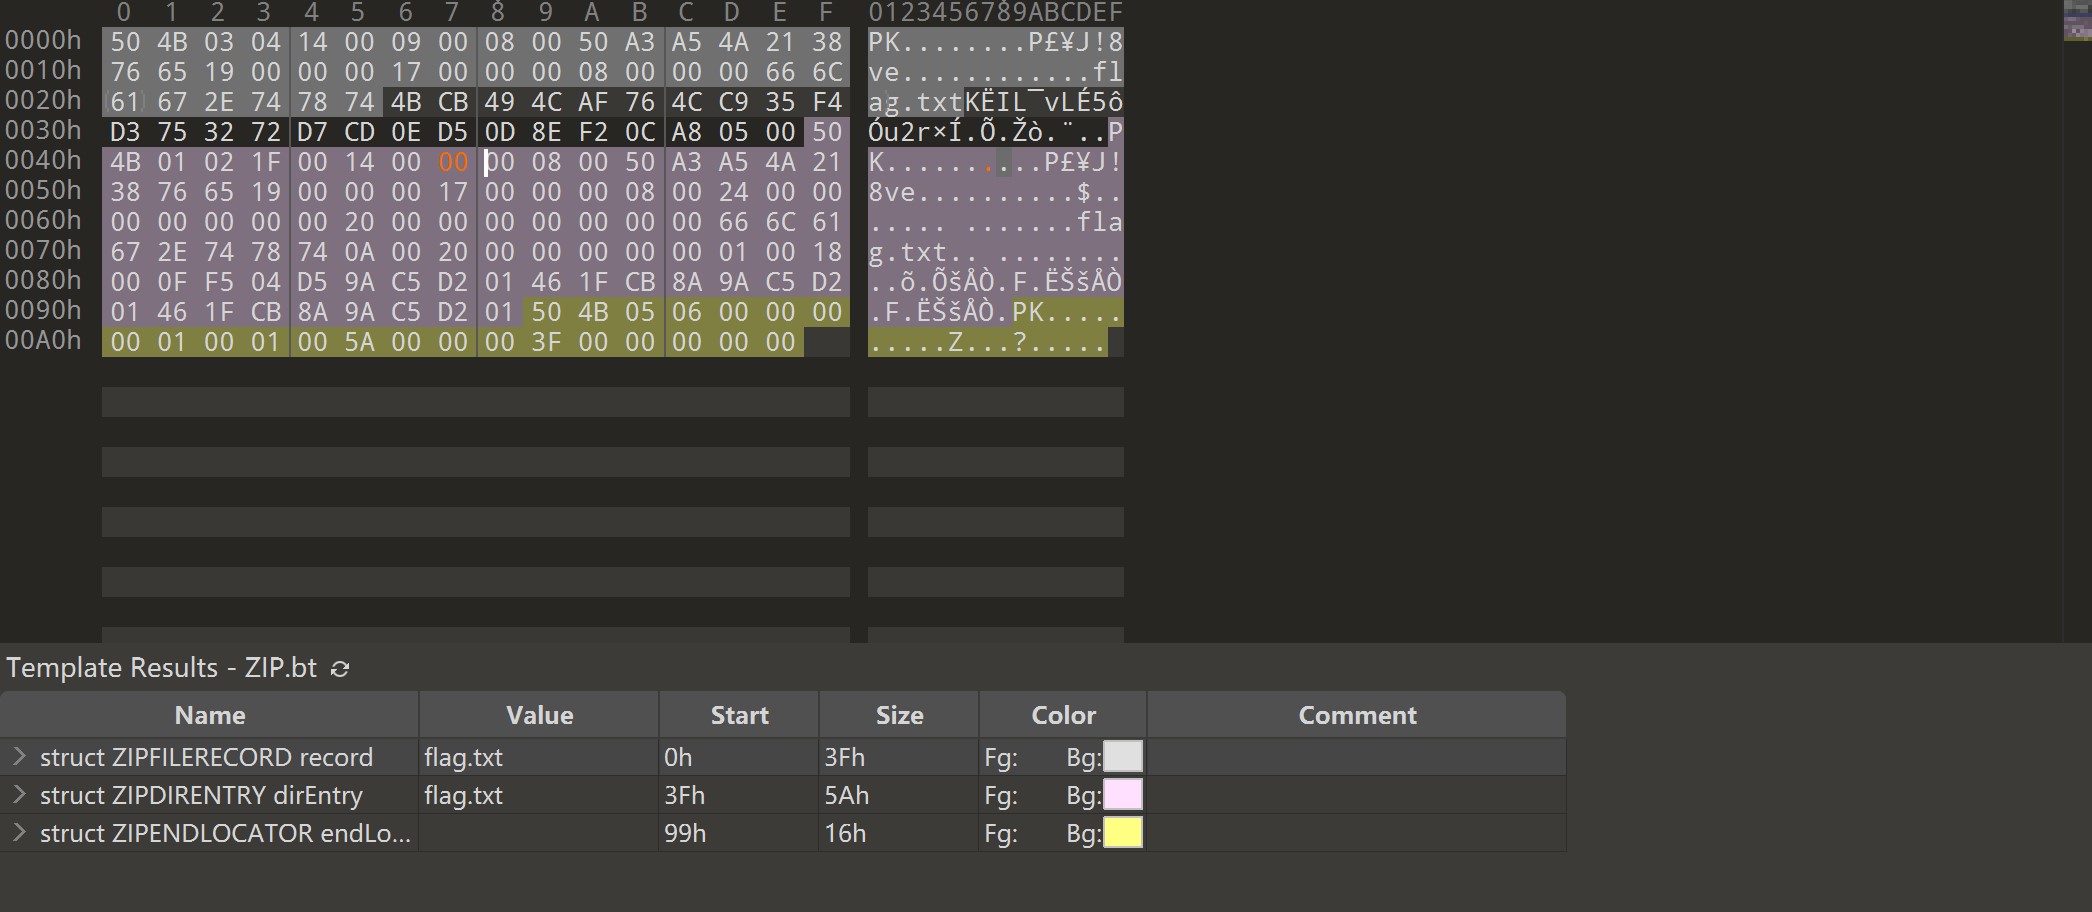 0 1 2 3 4 5 6 7 8 9 A B C D E F 0123456789ABCDEF
0000h 50 4B 03 04 14 00 09 00 08 00 50 A3 A5 4A 21 38 PK........P£¥J!8
0010h 76 65 19 00 00 00 17 00 00 00 08 00 00 00 66 6C ve............fl
0020h 61 67 2E 74 78 74 4B CB 49 4C AF 76 4C C9 35 F4 ag.txtKËIL¯vLÉ5ô
0030h D3 75 32 72 D7 CD 0E D5 0D 8E F2 0C A8 05 00 50 Óu2r×Í.Õ.Žò.¨..P
0040h 4B 01 02 1F 00 14 00 00 00 08 00 50 A3 A5 4A 21 K..........P£¥J!
0050h 38 76 65 19 00 00 00 17 00 00 00 08 00 24 00 00 8ve..........$..
0060h 00 00 00 00 00 20 00 00 00 00 00 00 00 66 6C 61 ..... .......fla
0070h 67 2E 74 78 74 0A 00 20 00 00 00 00 00 01 00 18 g.txt.. ........
0080h 00 0F F5 04 D5 9A C5 D2 01 46 1F CB 8A 9A C5 D2 ..õ.ÕšÅÒ.F.ËŠšÅÒ
0090h 01 46 1F CB 8A 9A C5 D2 01 50 4B 05 06 00 00 00 .F.ËŠšÅÒ.PK.....
00A0h 00 01 00 01 00 5A 00 00 00 3F 00 00 00 00 00 .....Z...?.....
Template Results - ZIP.bt
Name Value Start Size Color Comment
struct ZIPFILERECORD record flag.txt 0h 3Fh Fg: Bg:
struct ZIPDIRENTRY dirEntry flag.txt 3Fh 5Ah Fg: Bg:
struct ZIPENDLOCATOR endLo... 99h 16h Fg: Bg: